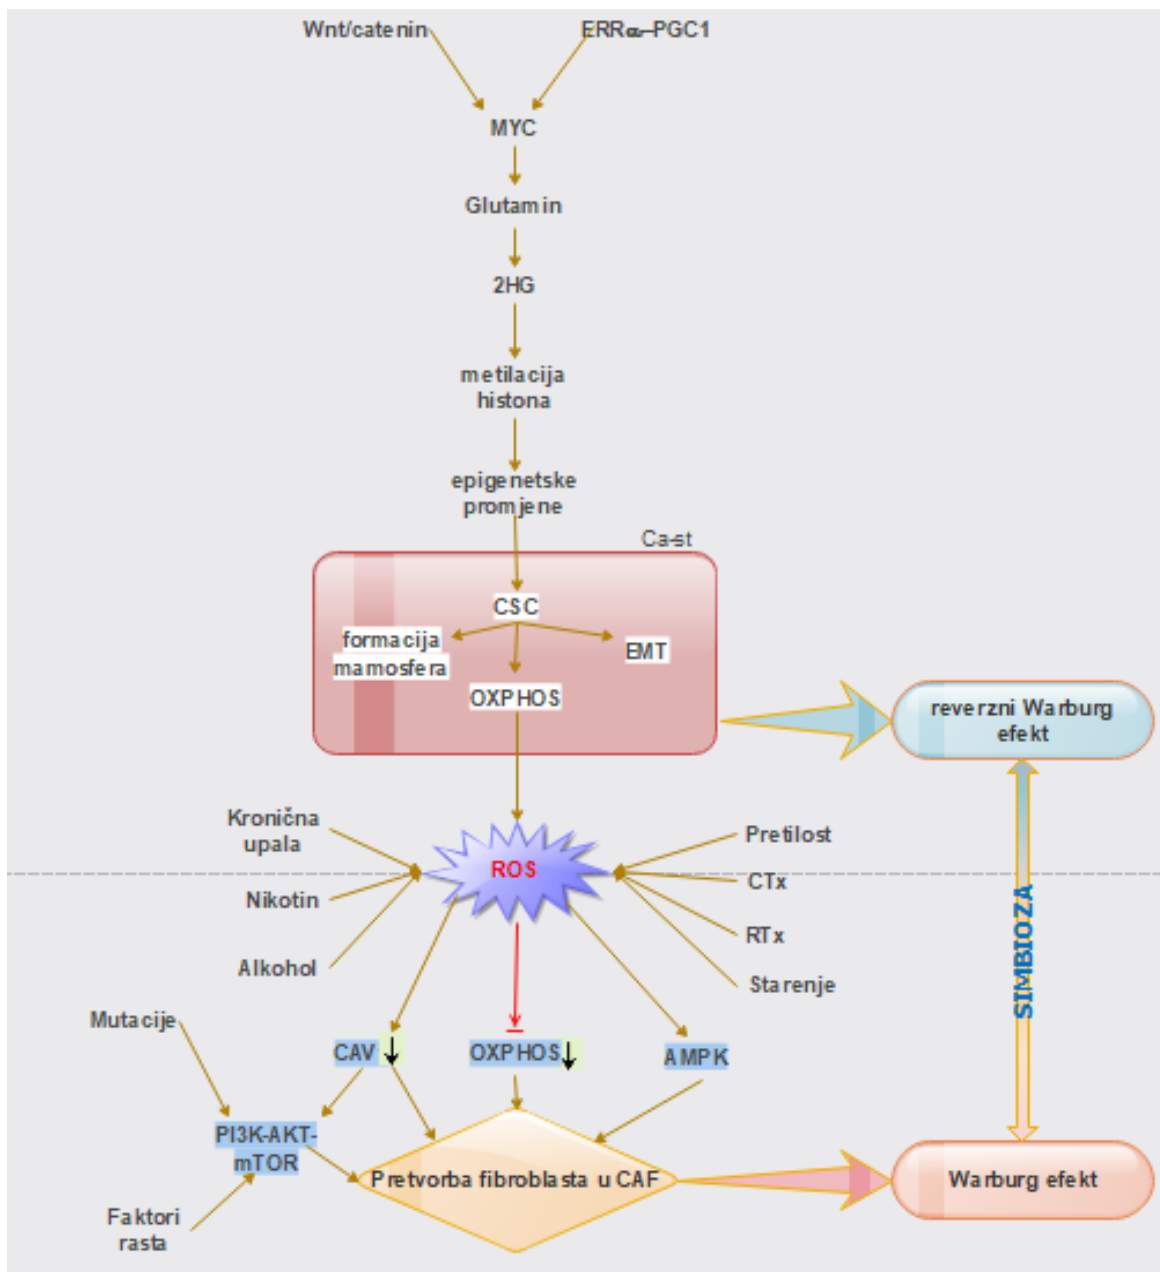 Wnt/catenin
ERRα–PGC1
MYC
Glutamin
2HG
metilacija
histona
epigenetske
promjene
Ca-st
CSC
formacija
mamosfera
EMT
OXPHOS
reverzni Warburg
efekt
Kronična
upala
Pretilost
ROS
CTx
Nikotin
RTx
Alkohol
Starenje
SIMBIOZA
Mutacije
CAV ↓
OXPHOS ↓
AMPK
PI3K-AKT-
mTOR
Pretvorba fibroblasta u CAF
Warburg efekt
Faktori
rasta